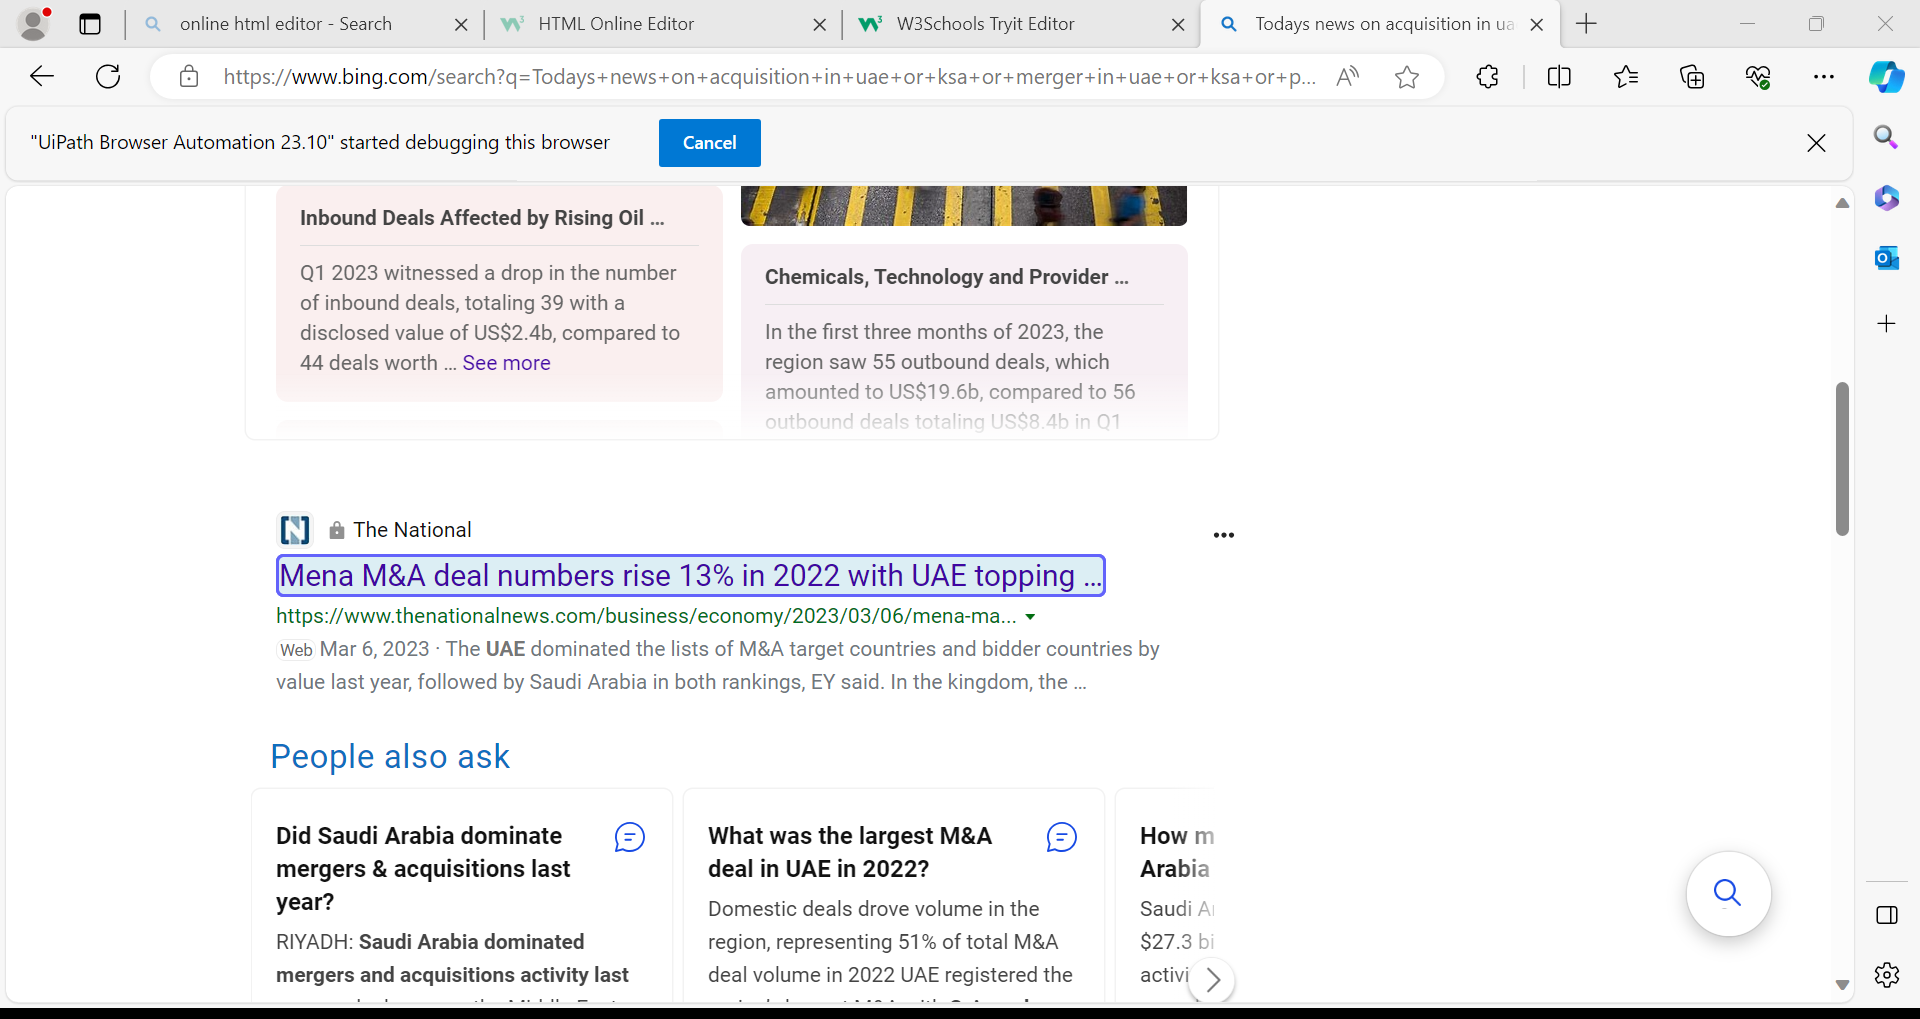 online html editor - Search
HTML Online Editor
W3Schools Tryit Editor
Todays news on acquisition in ua
https://www.bing.com/search?q=Todays+news+on+acquisition+in+uae+or+ksa+or+merger+in+uae+or+ksa+or+p...
"UiPath Browser Automation 23.10" started debugging this browser
Cancel
Inbound Deals Affected by Rising Oil ...
Q1 2023 witnessed a drop in the number
of inbound deals, totaling 39 with a
disclosed value of US$2.4b, compared to
44 deals worth ... See more
Chemicals, Technology and Provider ...
In the first three months of 2023, the
region saw 55 outbound deals, which
amounted to US$19.6b, compared to 56
outbound deals totaling US$8.4b in Q1
The National
Mena M&A deal numbers rise 13% in 2022 with UAE topping ...
https://www.thenationalnews.com/business/economy/2023/03/06/mena-ma...
Web Mar 6, 2023 · The UAE dominated the lists of M&A target countries and bidder countries by
value last year, followed by Saudi Arabia in both rankings, EY said. In the kingdom, the ...
People also ask
Did Saudi Arabia dominate
mergers & acquisitions last
year?
RIYADH: Saudi Arabia dominated
mergers and acquisitions activity last
What was the largest M&A
deal in UAE in 2022?
Domestic deals drove volume in the
region, representing 51% of total M&A
deal volume in 2022 UAE registered the
How m
Arabia
Saudi A
$27.3 bi
activi